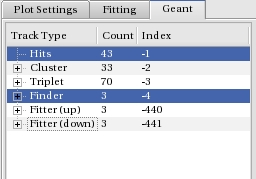 Plot Settings Fitting Geant
Track Type Count Index
Hits 43 -1
Cluster 33 -2
Triplet 70 -3
Finder 3 -4
Fitter (up) 3 -440
Fitter (down) 3 -441